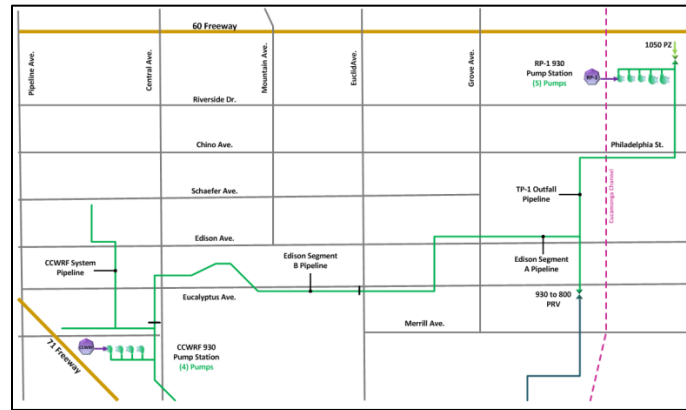 60 Freeway
Pipeline Ave.
Central Ave.
Mountain Ave.
EuclidAve.
Grove Ave.
1050 PZ
RP-1 930
Pump Station
(5) Pumps
RP-1
Riverside Dr.
Chino Ave.
Philadelphia St.
Schaefer Ave.
TP-1 Outfall
Pipeline
Cucamonga Channel
Edison Ave.
CCWRF System
Pipeline
Edison Segment
B Pipeline
Edison Segment
A Pipeline
Eucalyptus Ave.
930 to 800
PRV
Merrill Ave.
71 Freeway
CCWRF
CCWRF 930
Pump Station
(4) Pumps